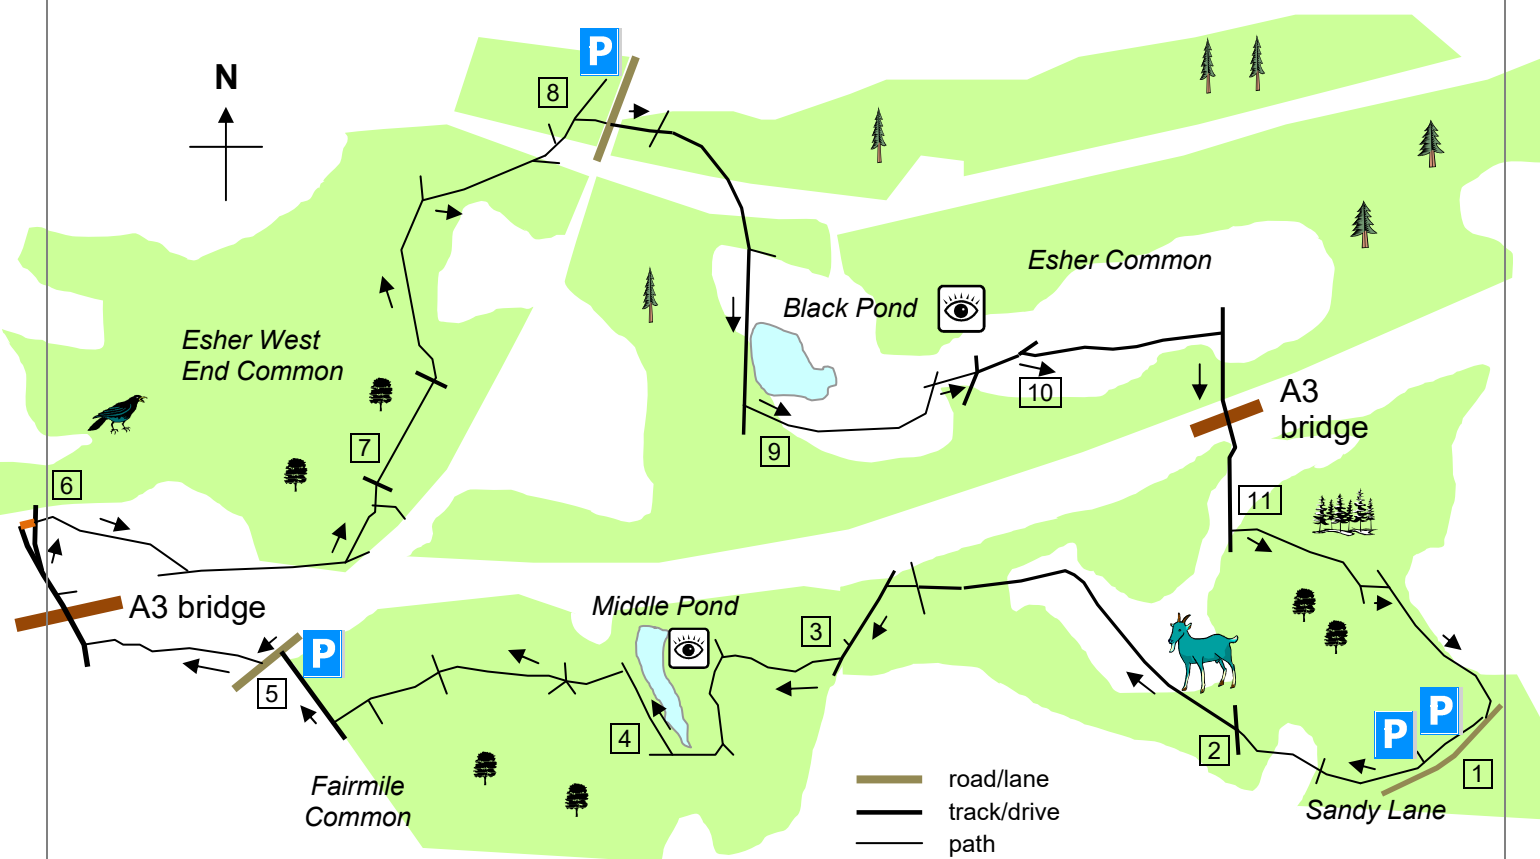 P
8
N
Esher Common
Black Pond
Esher West
End Common
10
A3
bridge
7
9
6
11
A3 bridge
Middle Pond
3
P
5
4
2
P
P
1
Fairmile
Common
road/lane
track/drive
path
Sandy Lane